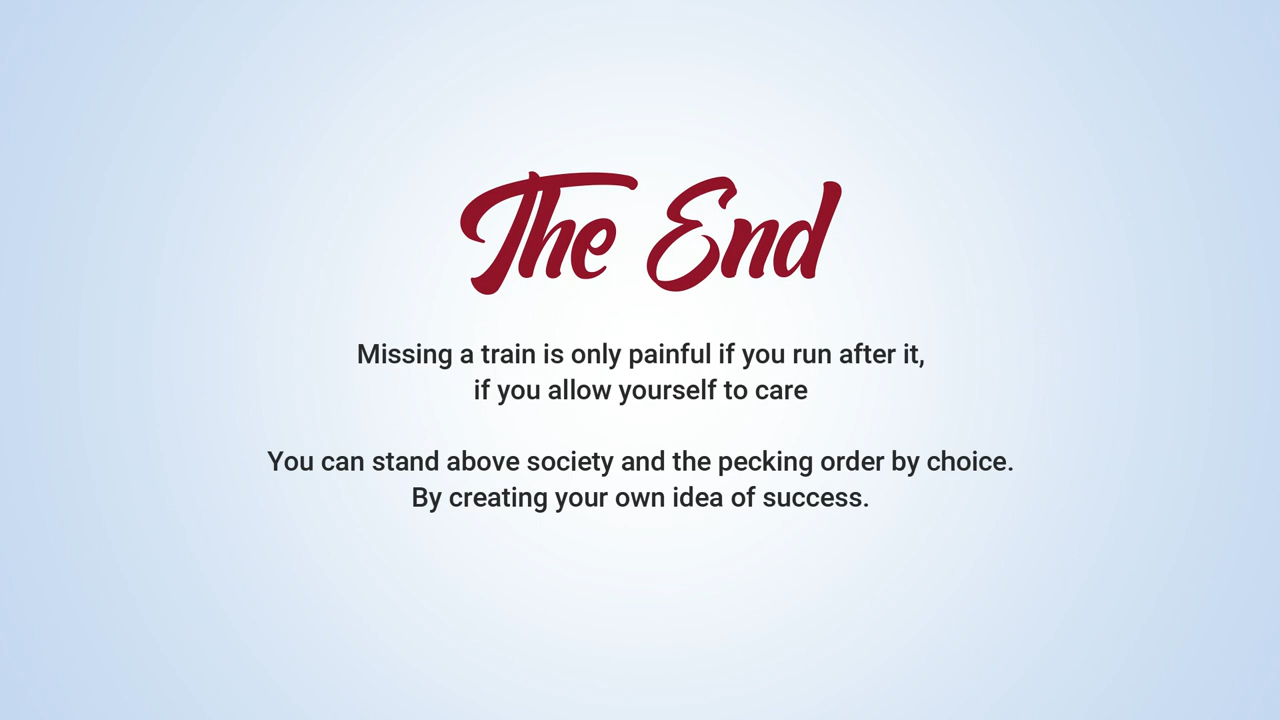 The End
Missing a train is only painful if you run after it,
if you allow yourself to care
You can stand above society and the pecking order by choice.
By creating your own idea of success.